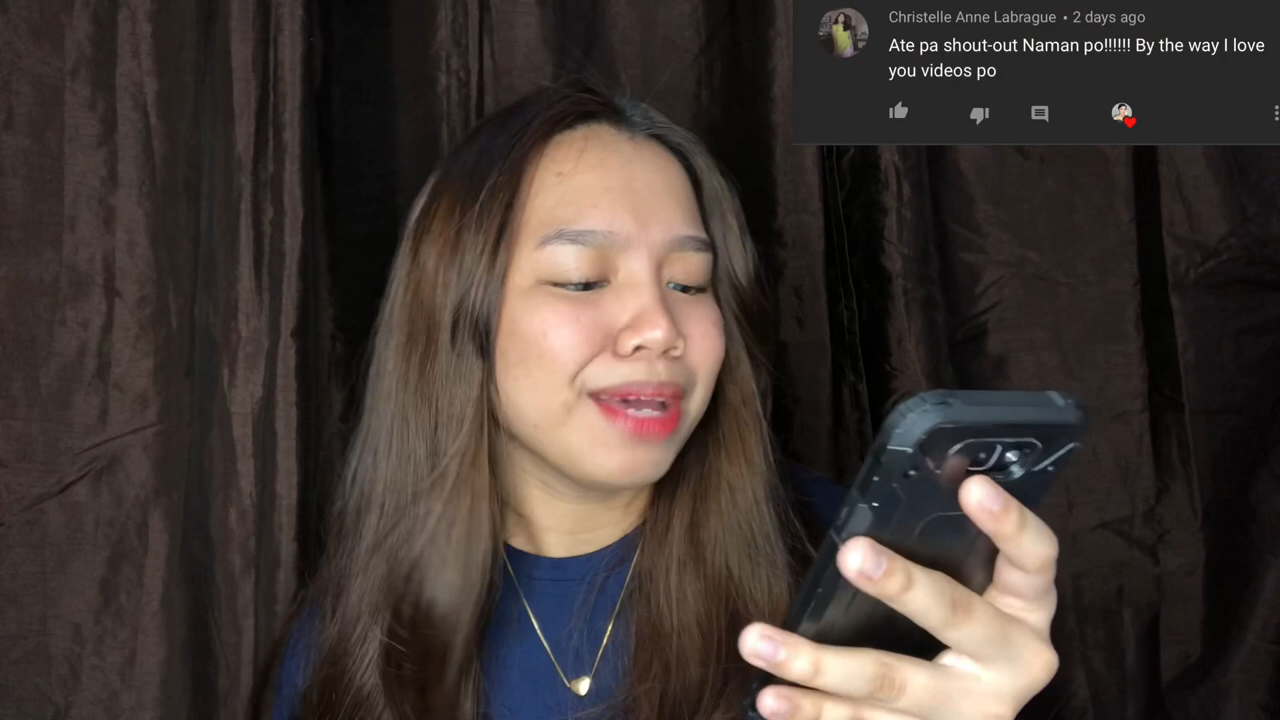 Christelle Anne Labrague • 2 days ago
Ate pa shout-out Naman po!!!!!! By the way I love
you videos po